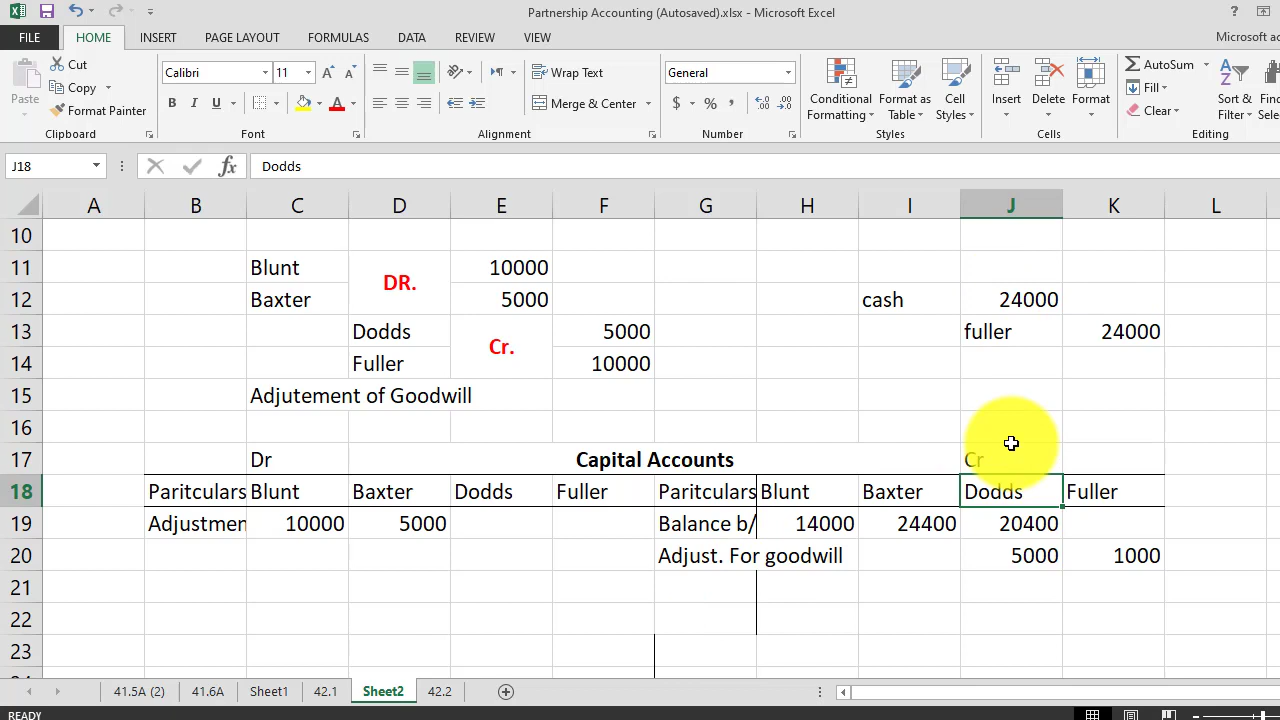 Partnership Accounting (Autosaved).xlsx - Microsoft Excel
FILE HOME INSERT PAGE LAYOUT FORMULAS DATA REVIEW VIEW Microsoft ac
Paste Cut Copy Format Painter Clipboard
Calibri 11 B I U A A A Font
Wrap Text Merge & Center Alignment
General $ % , Number
Conditional Formatting Format as Table Cell Styles Styles
Insert Delete Format Cells
AutoSum Fill Clear Sort & Filter Find Sele Editing
J18 fx Dodds
A B C D E F G H I J K L
10
11 Blunt DR. 10000
12 Baxter 5000 cash 24000
13 Dodds Cr. 5000 fuller 24000
14 Fuller 10000
15 Adjutement of Goodwill
16
17 Dr Capital Accounts Cr
18 Paritculars Blunt Baxter Dodds Fuller Paritculars Blunt Baxter Dodds Fuller
19 Adjustmen 10000 5000 Balance b/ 14000 24400 20400
20 Adjust. For goodwill 5000 1000
21
22
23
41.5A (2) 41.6A Sheet1 42.1 Sheet2 42.2
READY